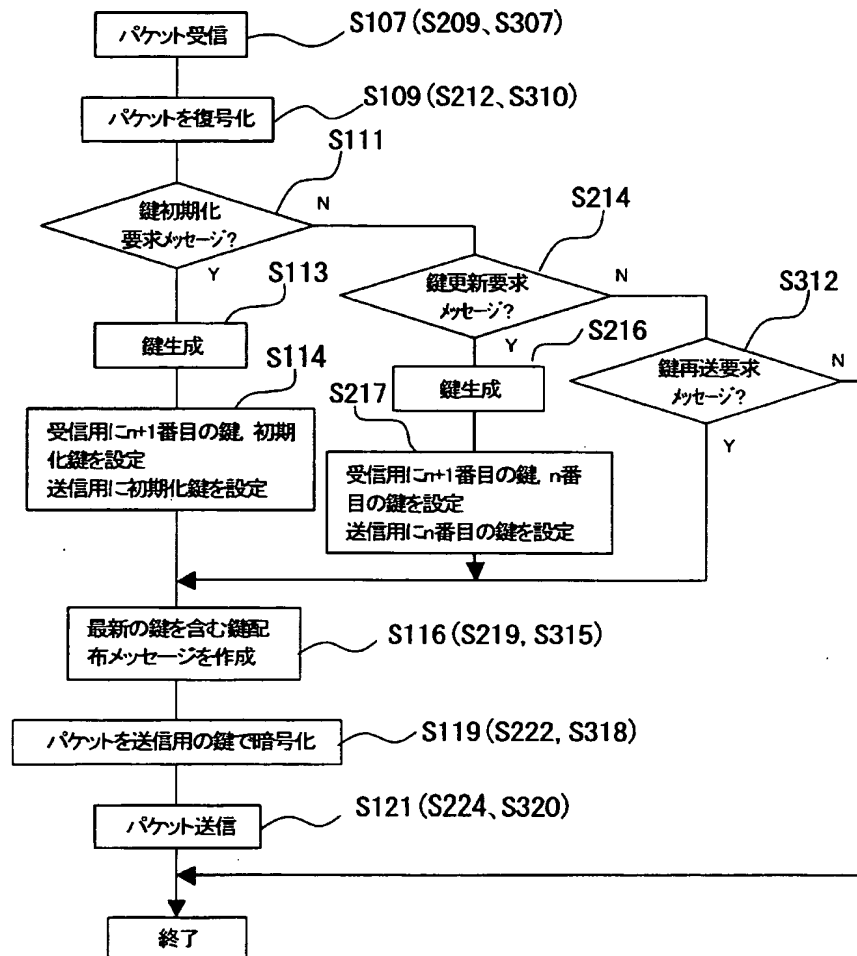 パケット受信
S107(S209、S307)
パケットを復号化
S109(S212、S310)
S111
鍵初期化
要求メッセージ?
N
Y
S214
鍵更新要求
メッセージ?
N
Y
S113
鍵生成
S216
鍵生成
S312
鍵再送要求
メッセージ?
N
Y
S114
受信用にn+1番目の鍵, 初期
化鍵を設定
送信用に初期化鍵を設定
S217
受信用にn+1番目の鍵, n番
目の鍵を設定
送信用にn番目の鍵を設定
最新の鍵を含む鍵配
布メッセージを作成
S116(S219, S315)
パケットを送信用の鍵で暗号化
S119(S222, S318)
パケット送信
S121(S224、S320)
終了